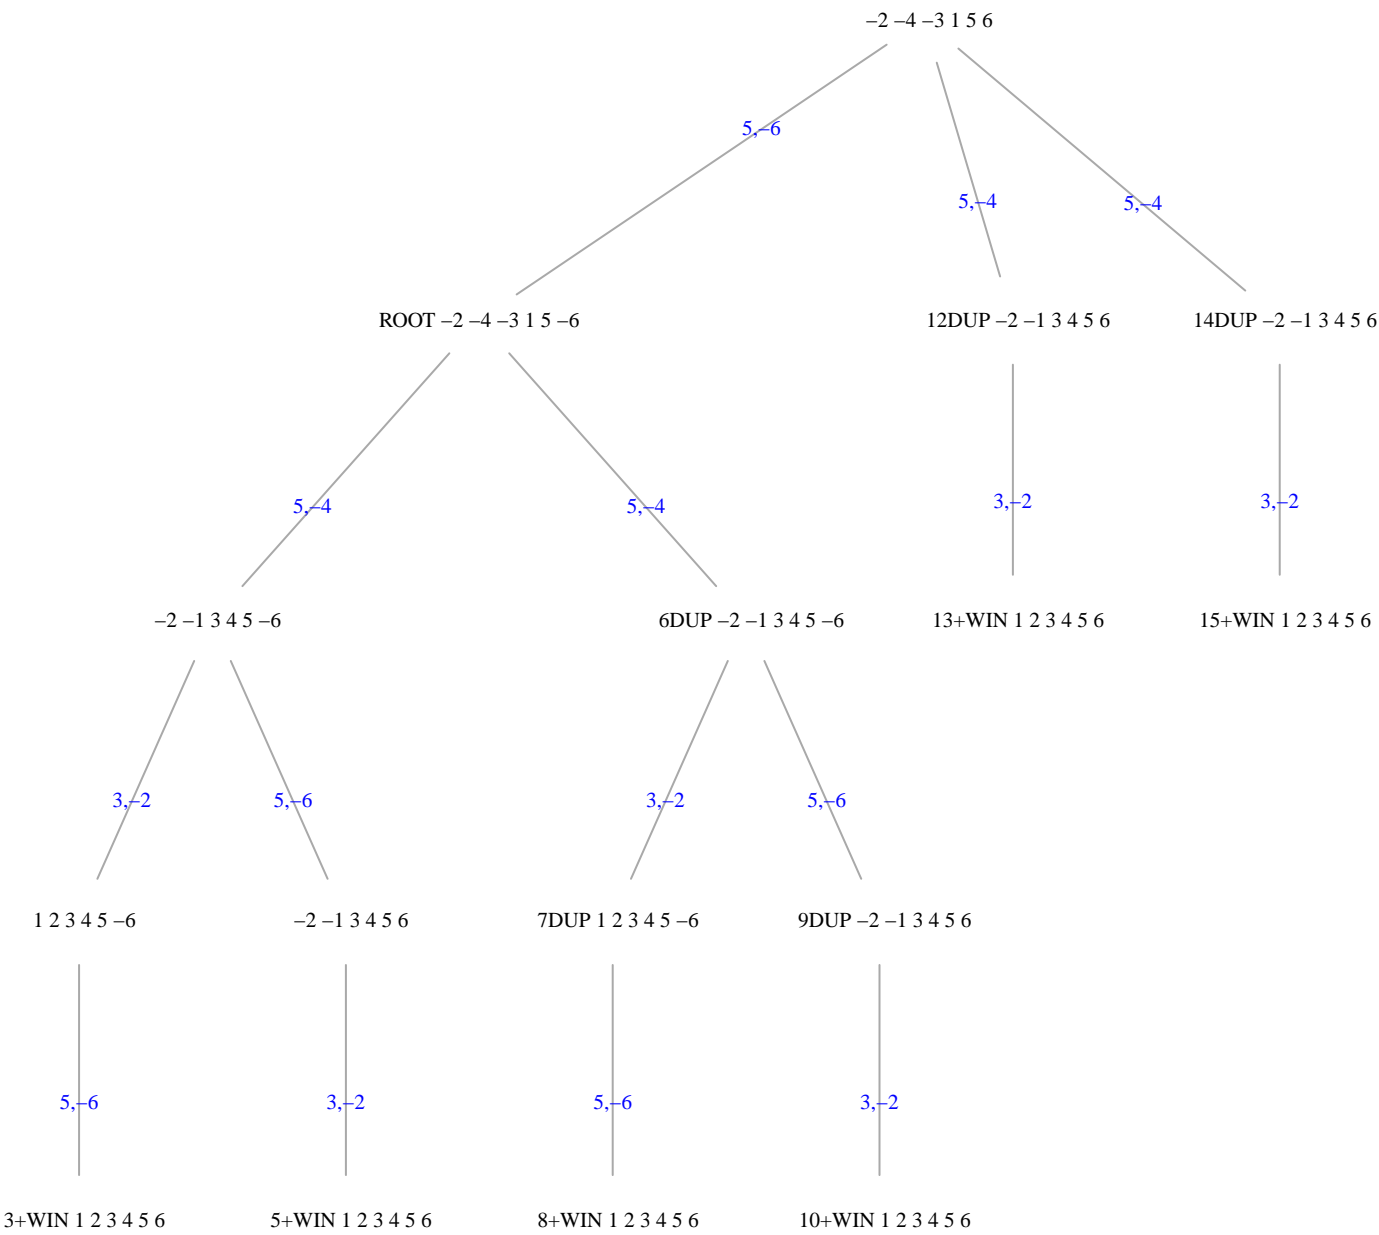 –2 –4 –3 1 5 6
5,–6
5,–4
5,–4
ROOT –2 –4 –3 1 5 –6
12DUP –2 –1 3 4 5 6
14DUP –2 –1 3 4 5 6
5,–4
5,–4
3,–2
3,–2
–2 –1 3 4 5 –6
6DUP –2 –1 3 4 5 –6
13+WIN 1 2 3 4 5 6
15+WIN 1 2 3 4 5 6
3,–2
5,–6
3,–2
5,–6
1 2 3 4 5 –6
–2 –1 3 4 5 6
7DUP 1 2 3 4 5 –6
9DUP –2 –1 3 4 5 6
5,–6
3,–2
5,–6
3,–2
3+WIN 1 2 3 4 5 6
5+WIN 1 2 3 4 5 6
8+WIN 1 2 3 4 5 6
10+WIN 1 2 3 4 5 6